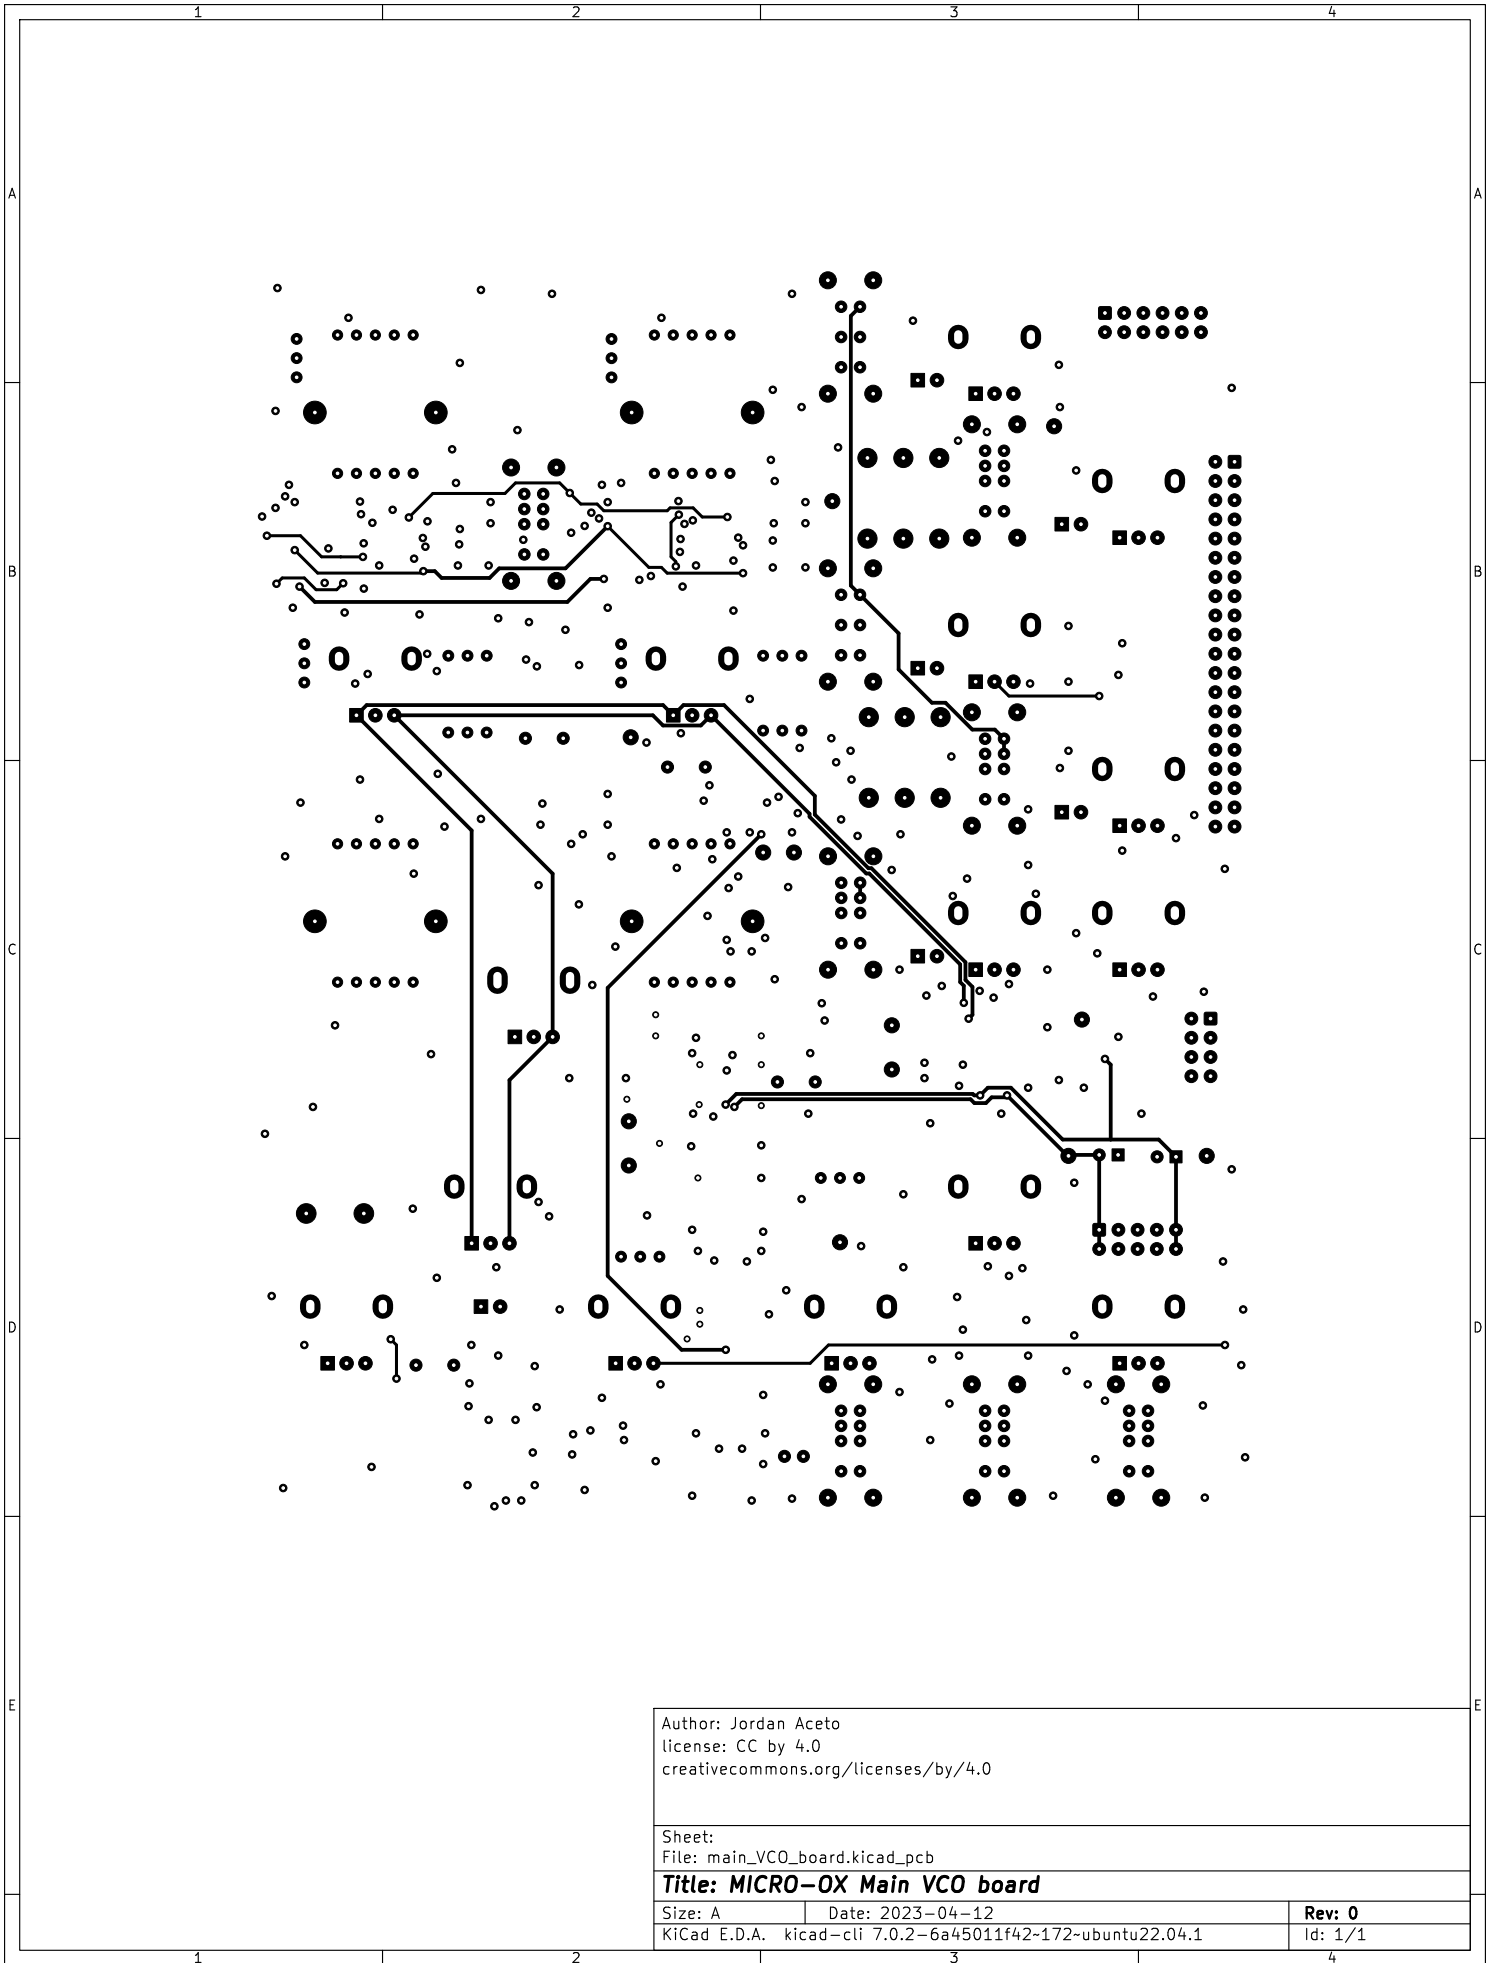 1 2 3 4
A A
B B
C C
D D
E E
Author: Jordan Aceto
license: CC by 4.0
creativecommons.org/licenses/by/4.0
Sheet:
File: main_VCO_board.kicad_pcb
Title: MICRO-OX Main VCO board
Size: A Date: 2023-04-12 Rev: 0
KiCad E.D.A. kicad-cli 7.0.2-6a45011f42~172~ubuntu22.04.1 Id: 1/1
1 2 3 4